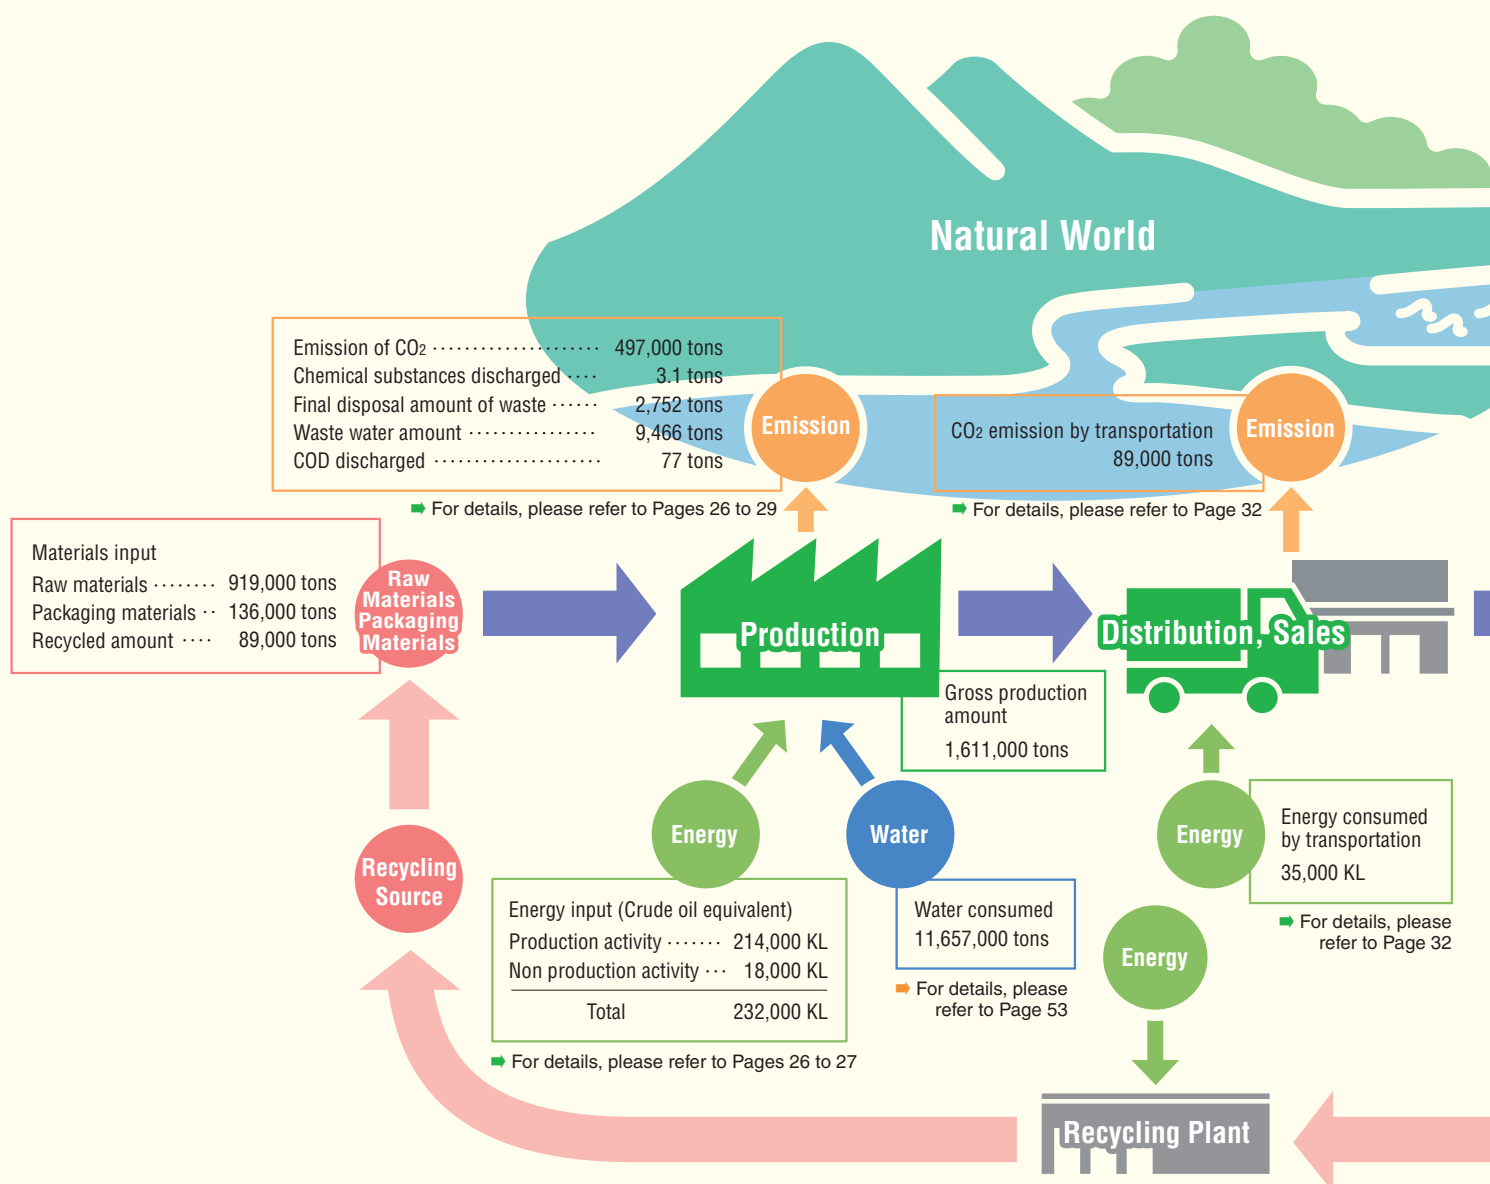 Natural World
Emission of CO2 ····················· 497,000 tons
Chemical substances discharged ···· 3.1 tons
Final disposal amount of waste ······ 2,752 tons
Waste water amount ················ 9,466 tons
COD discharged ····················· 77 tons
Emission
For details, please refer to Pages 26 to 29
CO2 emission by transportation
89,000 tons
Emission
For details, please refer to Page 32
Materials input
Raw materials ········ 919,000 tons
Packaging materials ·· 136,000 tons
Recycled amount ···· 89,000 tons
Raw
Materials
Packaging
Materials
Production
Distribution, Sales
Gross production
amount
1,611,000 tons
Energy
Water
Energy
Energy consumed
by transportation
35,000 KL
For details, please
refer to Page 32
Recycling
Source
Energy input (Crude oil equivalent)
Production activity ······· 214,000 KL
Non production activity ··· 18,000 KL
Total 232,000 KL
For details, please refer to Pages 26 to 27
Water consumed
11,657,000 tons
For details, please
refer to Page 53
Energy
Recycling Plant